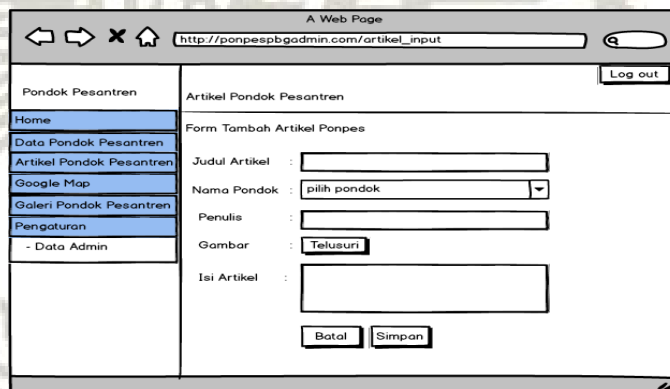 A Web Page
http://ponpespbgadmin.com/artikel_input
Log out
Pondok Pesantren
Home
Data Pondok Pesantren
Artikel Pondok Pesantren
Google Map
Galeri Pondok Pesantren
Pengaturan
- Data Admin
Artikel Pondok Pesantren
Form Tambah Artikel Ponpes
Judul Artikel :
Nama Pondok : pilih pondok
Penulis :
Gambar : Telusuri
Isi Artikel :
Batal Simpan